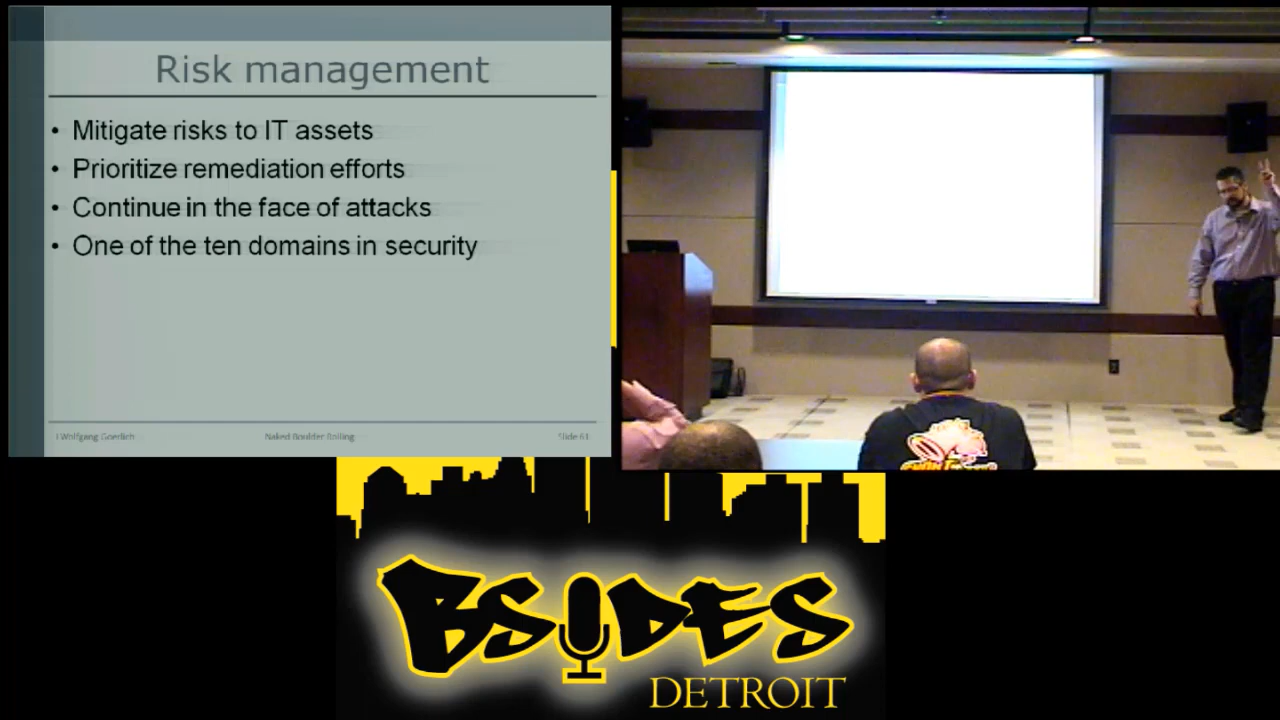 Risk management
• Mitigate risks to IT assets
• Prioritize remediation efforts
• Continue in the face of attacks
• One of the ten domains in security
J Wolfgang Goerlich
Naked Boulder Rolling
Slide 61
BSIDES
DETROIT